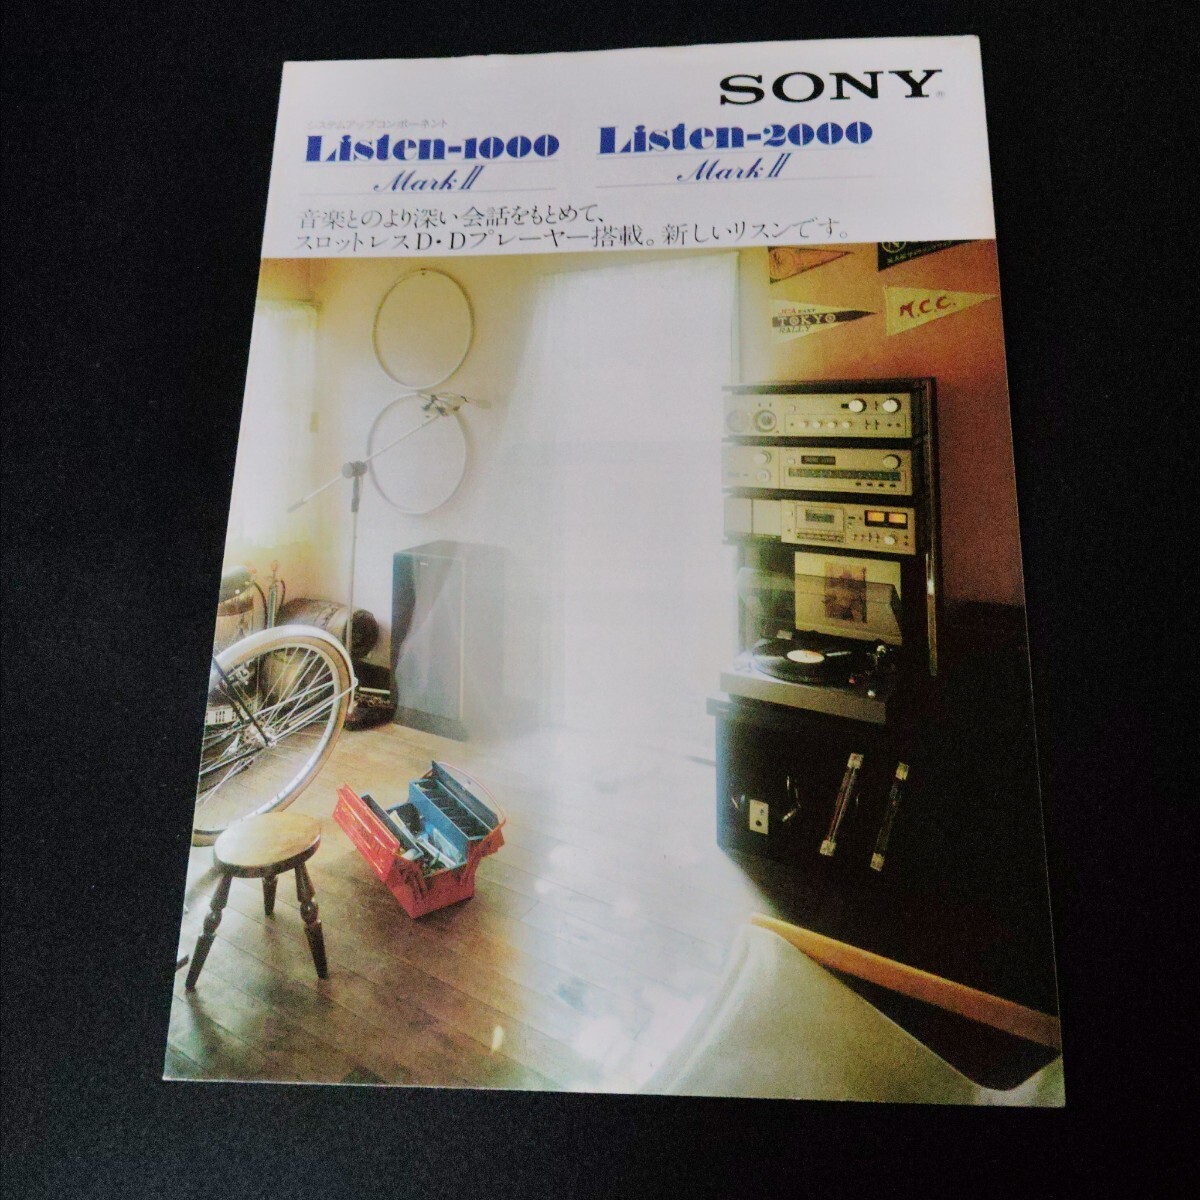 SONY®
システムアップコンポーネント
Listen-1000
Mark II
Listen-2000
Mark II
音楽とのより深い会話をもとめて、
スロットレスD・Dプレーヤー搭載。新しいリスンです。
M.C.C.
TOKYO
RALLY